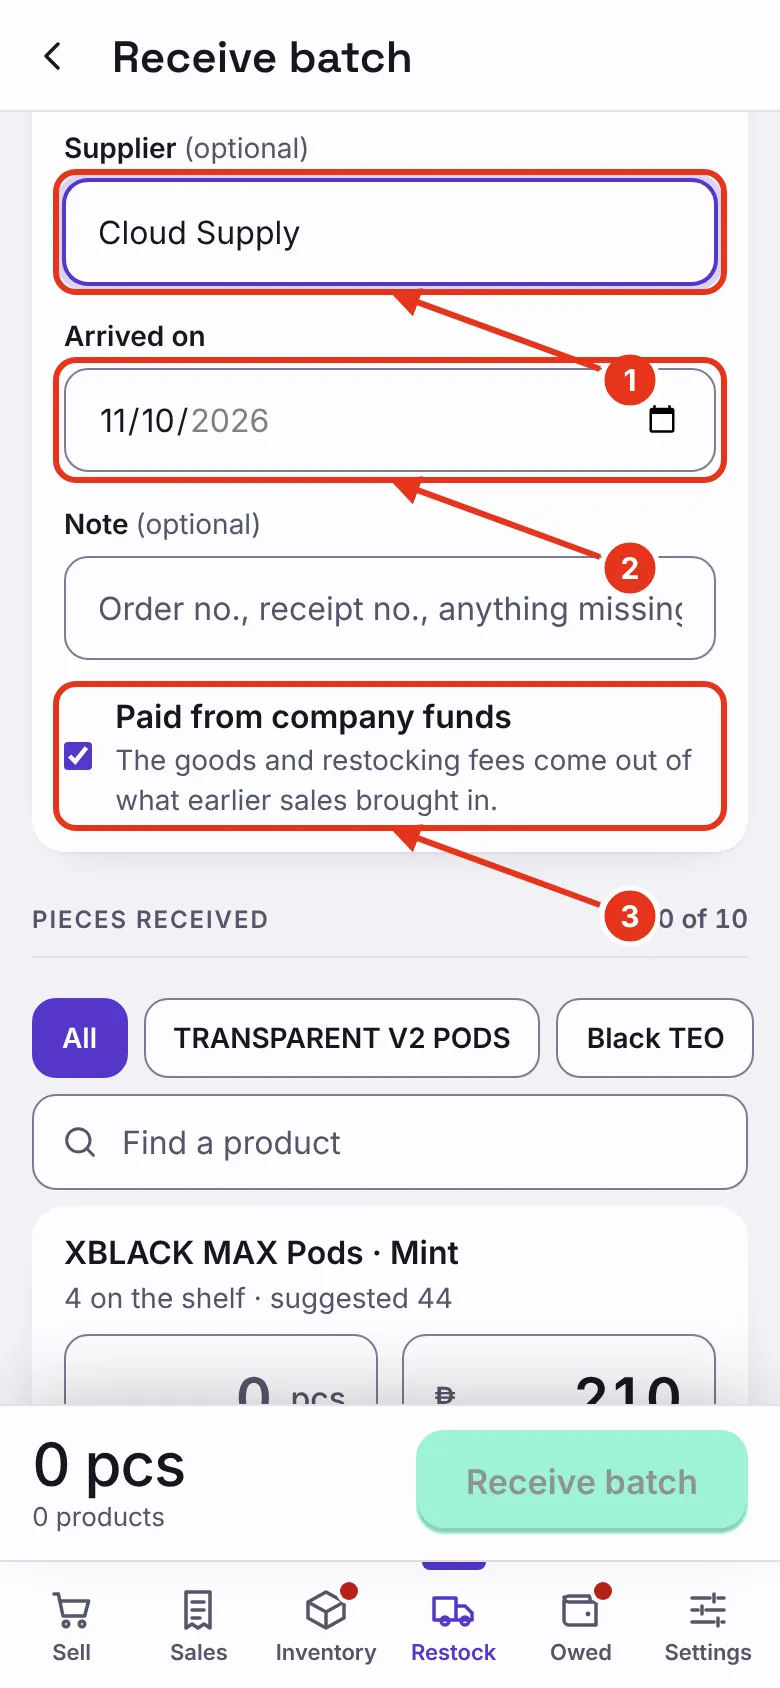 Receive batch
Supplier (optional)
Cloud Supply
Arrived on
1
11/10/2026
Note (optional)
2
Order no., receipt no., anything missing
Paid from company funds
The goods and restocking fees come out of
what earlier sales brought in.
PIECES RECEIVED
3
0 of 10
All
TRANSPARENT V2 PODS
Black TEO
Find a product
XBLACK MAX Pods · Mint
4 on the shelf · suggested 44
0 pcs
₱ 210
0 pcs
0 products
Receive batch
Sell
Sales
Inventory
Restock
Owed
Settings